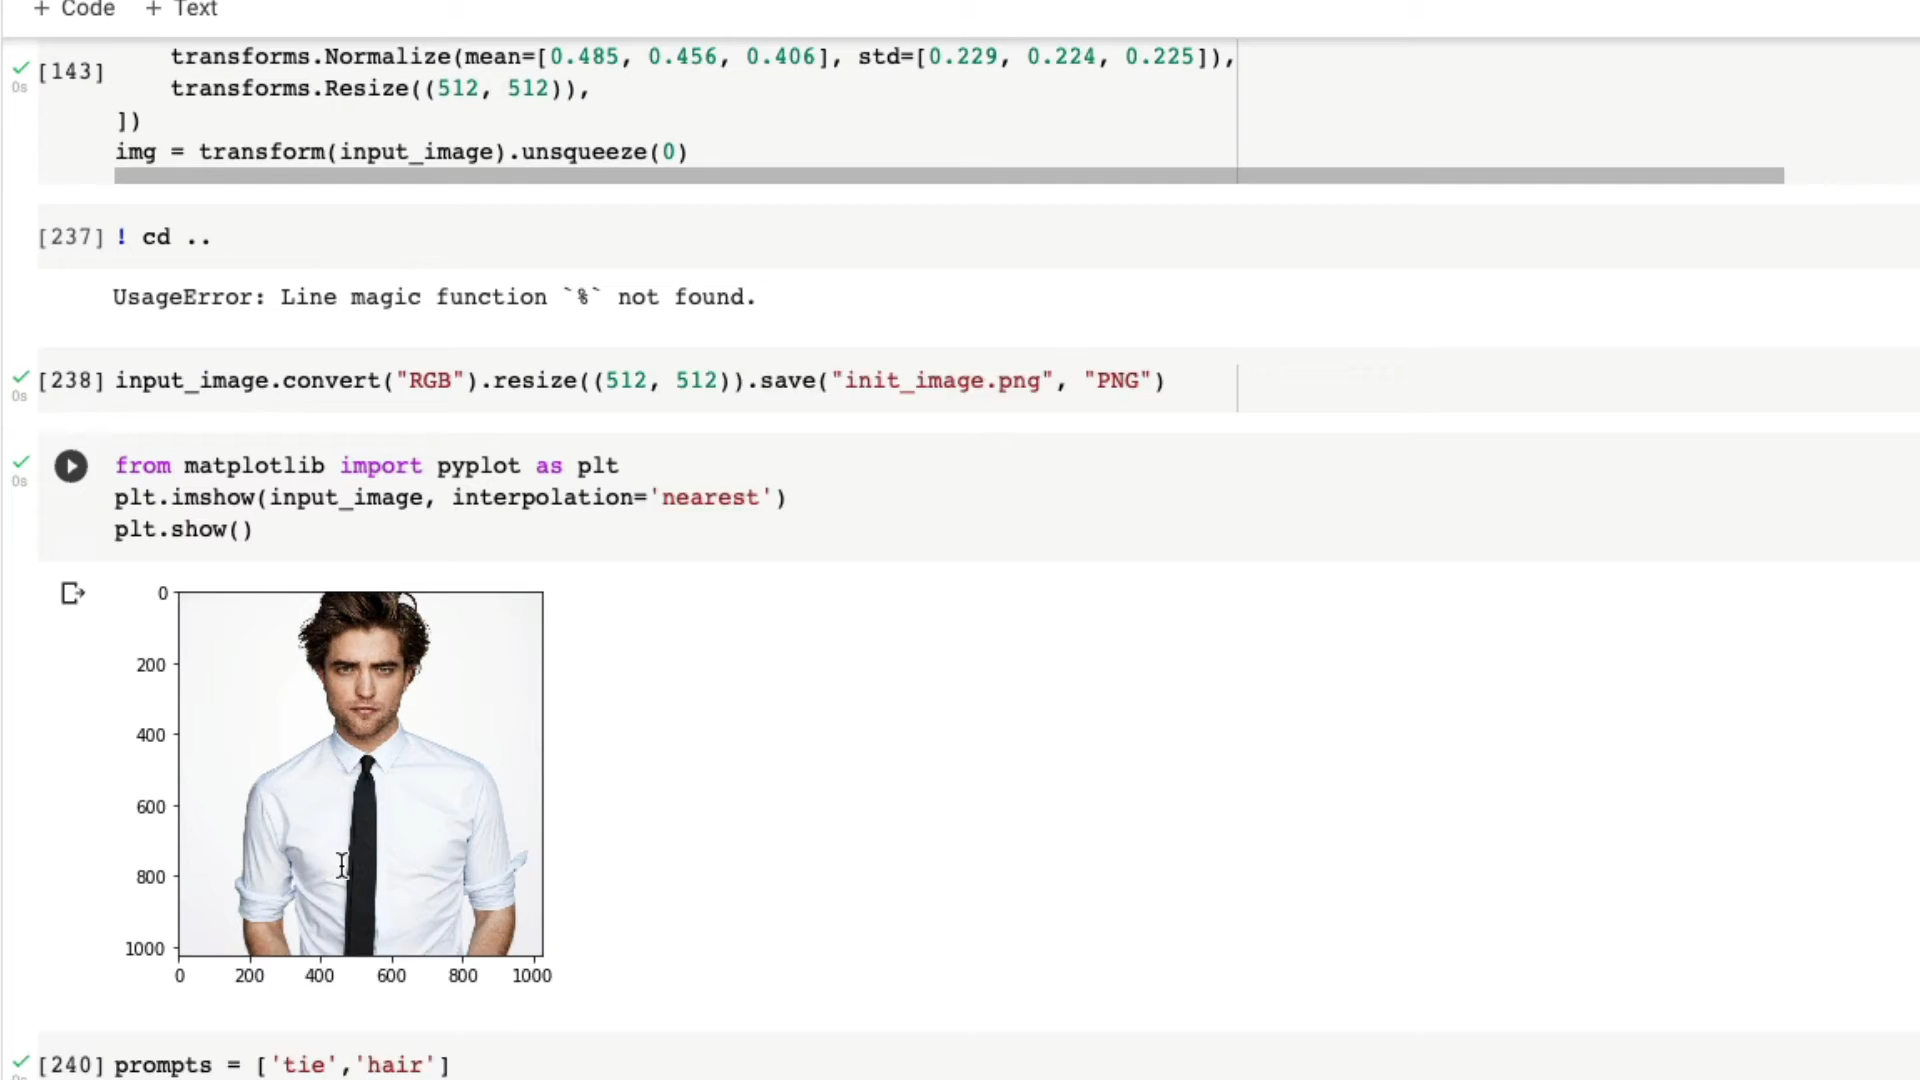 + Code + Text
transforms.Normalize(mean=[0.485, 0.456, 0.406], std=[0.229, 0.224, 0.225]),
[143]
0s
transforms.Resize((512, 512)),
])
img = transform(input_image).unsqueeze(0)
[237] ! cd ..
UsageError: Line magic function `%` not found.
[238] input_image.convert("RGB").resize((512, 512)).save("init_image.png", "PNG")
0s
from matplotlib import pyplot as plt
0s
plt.imshow(input_image, interpolation='nearest')
plt.show()
0
200
400
600
800
1000
0 200 400 600 800 1000
[240] prompts = ['tie','hair']